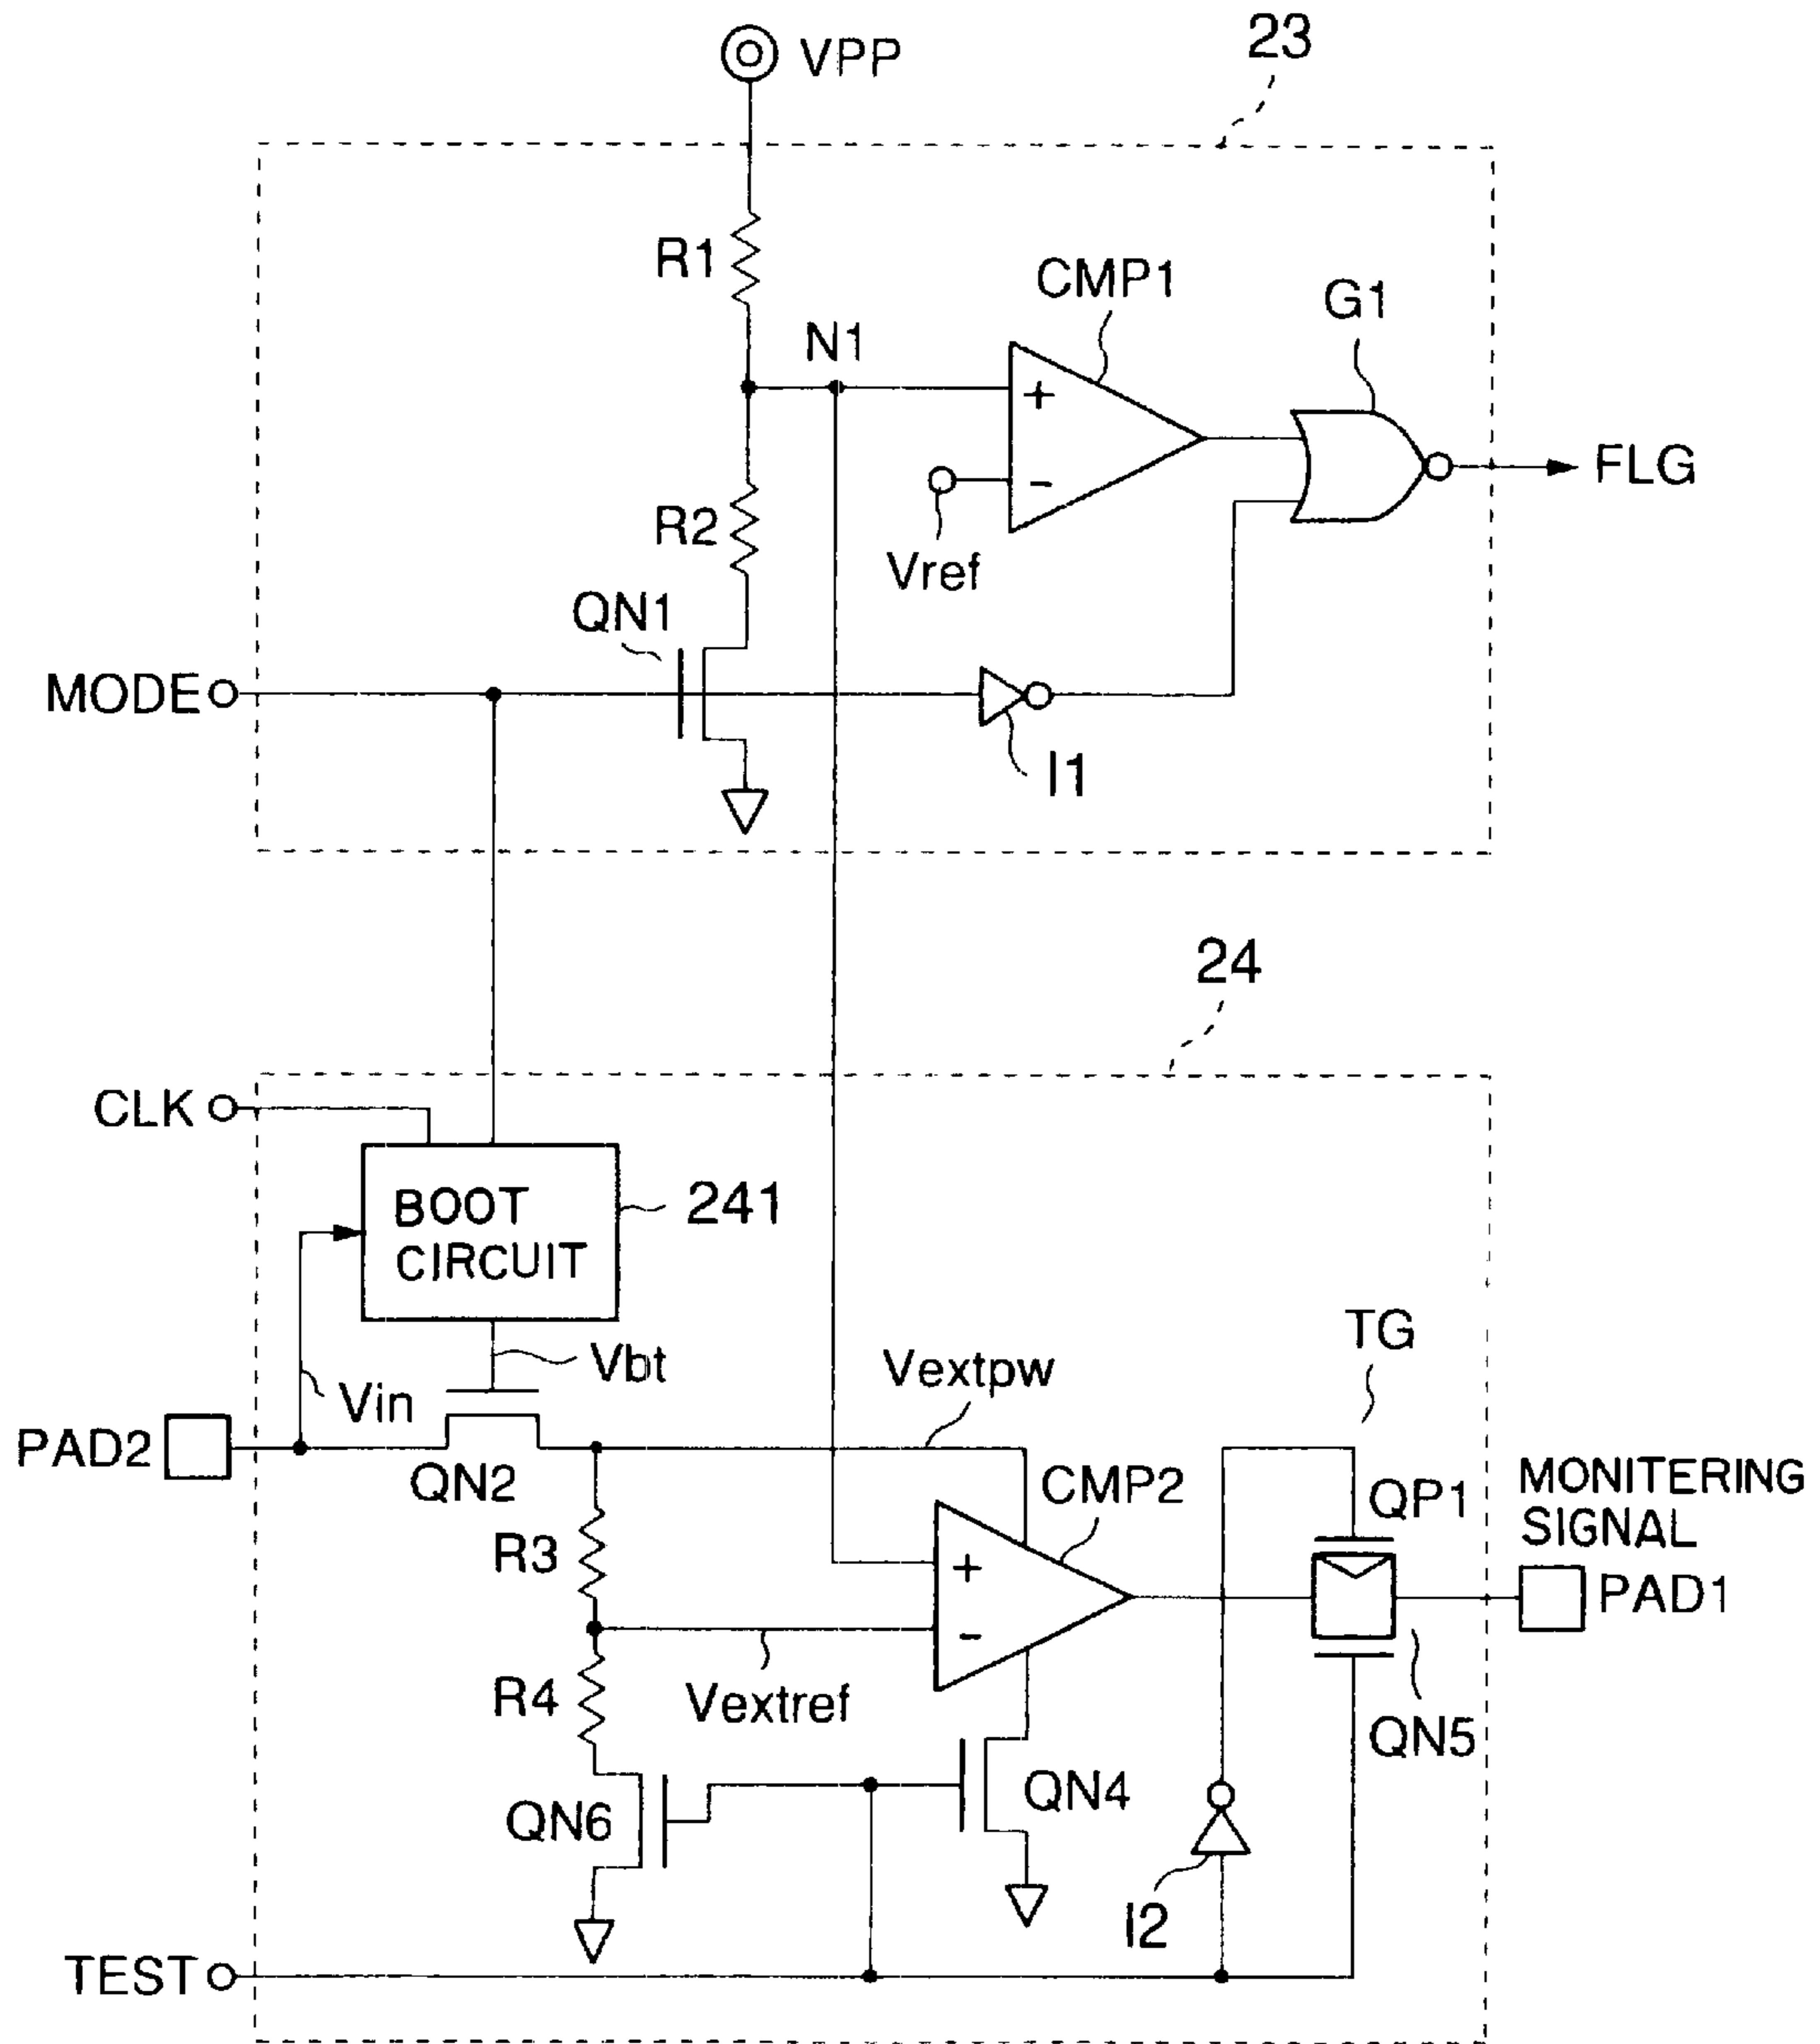 23
VPP
R1
CMP1
G1
N1
+
-
FLG
R2
Vref
QN1
MODE
I1
24
CLK
BOOT
CIRCUIT
241
TG
Vbt
Vextpw
Vin
PAD2
QN2
CMP2
QP1
MONITERING
SIGNAL
PAD1
R3
+
-
R4
Vextref
QN5
QN6
QN4
I2
TEST